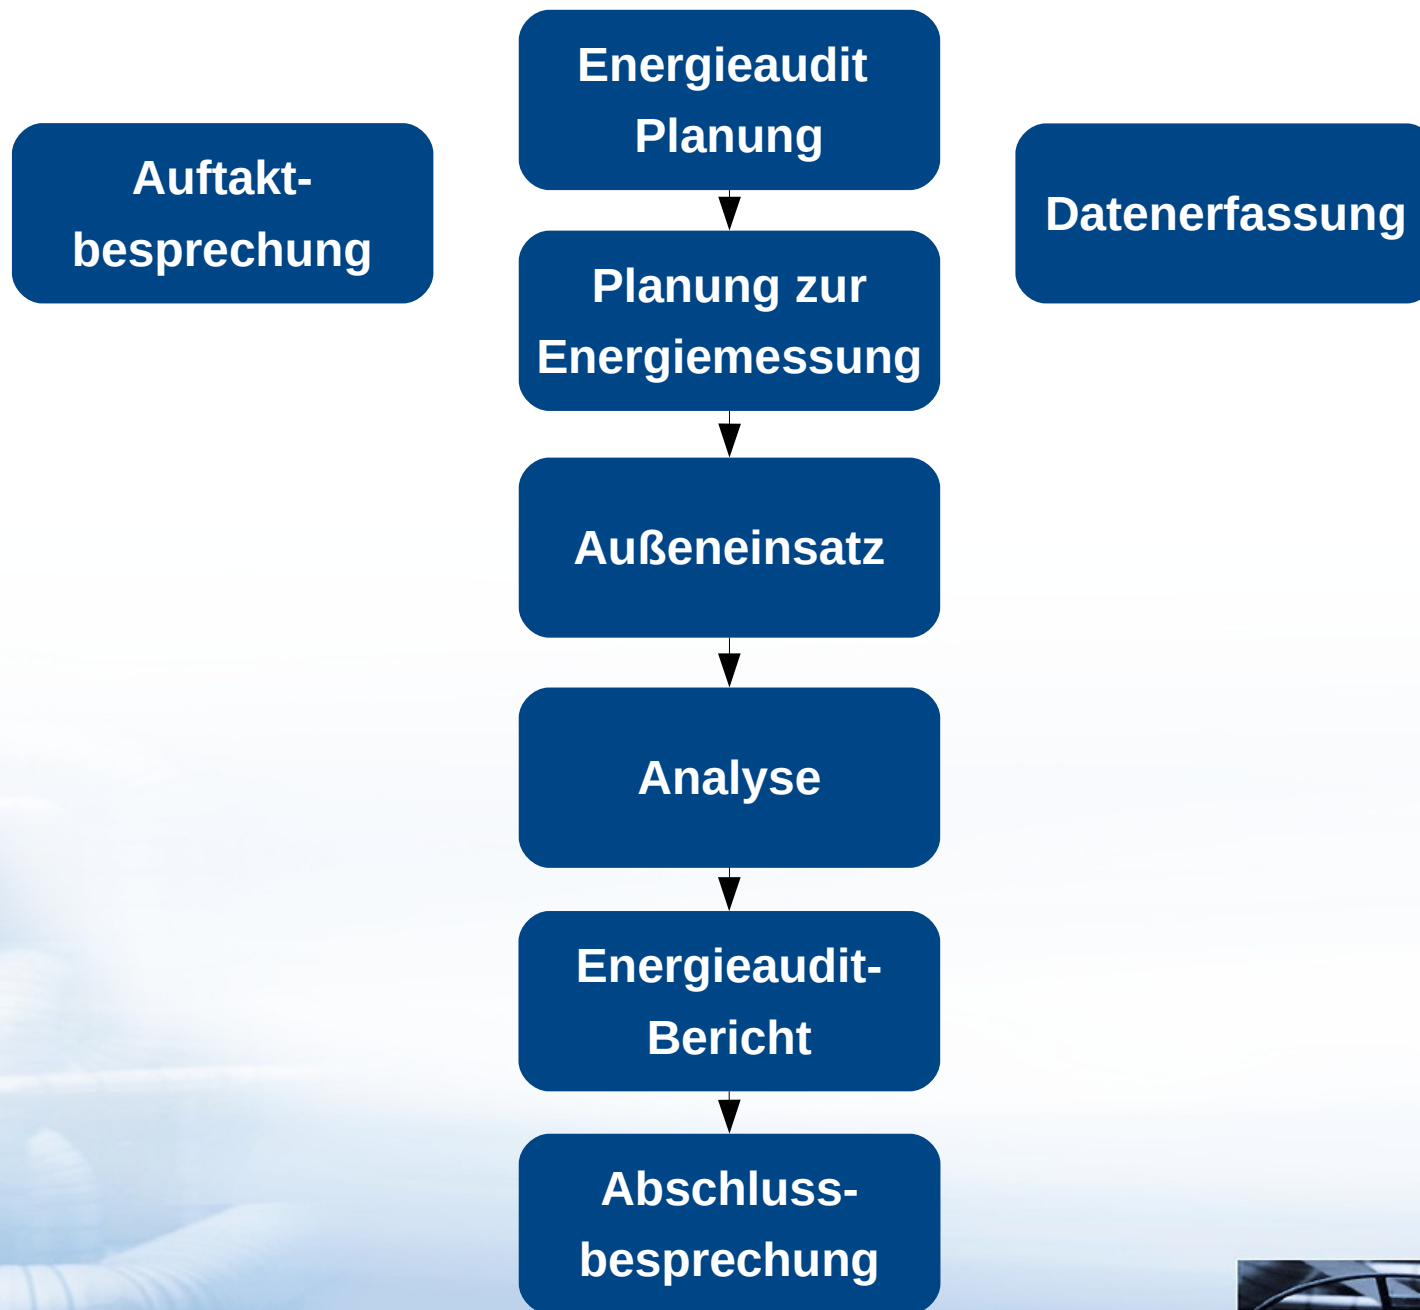 Energieaudit
Planung
Auftakt-
besprechung
Datenerfassung
Planung zur
Energiemessung
Außeneinsatz
Analyse
Energieaudit-
Bericht
Abschluss-
besprechung